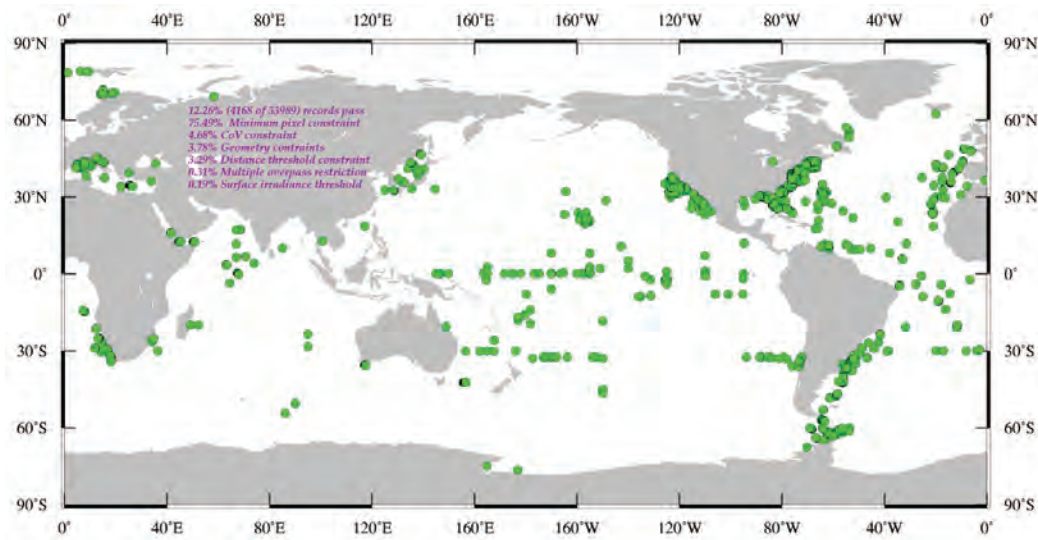 0° 40°E 80°E 120°E 160°E 160°W 120°W 80°W 40°W 0°
90°N 90°N
60°N 60°N
30°N 30°N
0° 0°
30°S 30°S
60°S 60°S
90°S 90°S
12.26% (4168 of 33989) records pass
75.49% Minimum pixel constraint
4.68% CoV constraint
3.78% Geometry contraints
3.29% Distance threshold constraint
0.31% Multiple overpass restriction
0.19% Surface irradiance threshold
0° 40°E 80°E 120°E 160°E 160°W 120°W 80°W 40°W 0°